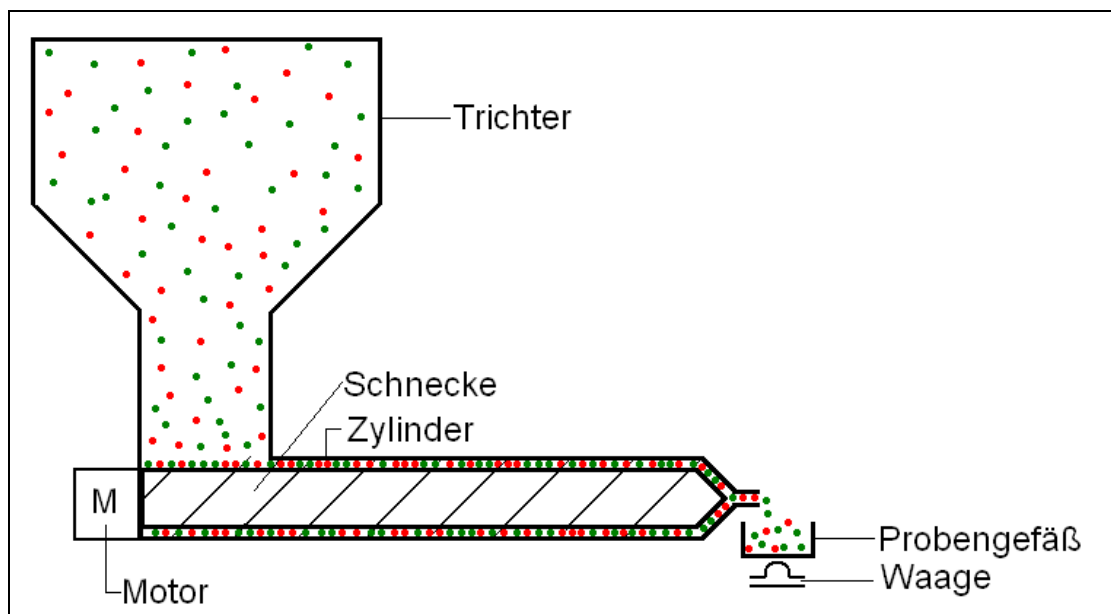 Trichter
Schnecke
Zylinder
M
Probengefäß
Waage
Motor